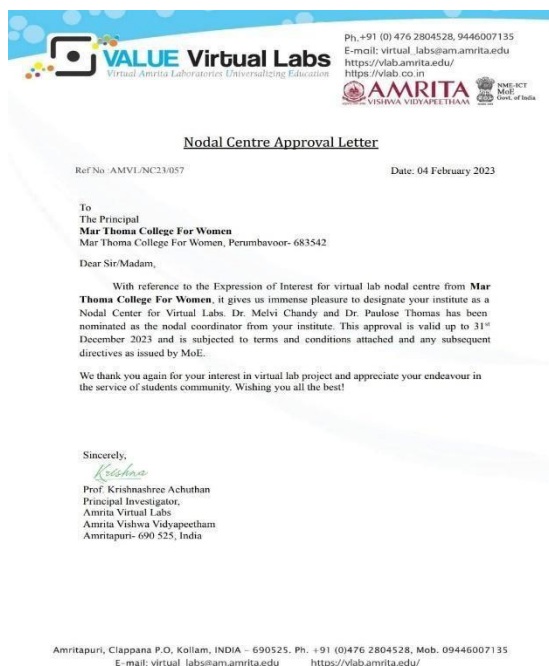 Ph.+91 (0) 476 2804528, 9446007135
E-mail: virtual_labs@am.amrita.edu
https://vlab.amrita.edu/
https://vlab.co.in
VALUE Virtual Labs
Virtual Amrita Laboratories Universalizing Education
AMRITA
VISHWA VIDYAPEETHAM
NME-ICT
MoE
Govt. of India
Nodal Centre Approval Letter
Ref No :AMVL/NC23/057
Date: 04 February 2023
To
The Principal
Mar Thoma College For Women
Mar Thoma College For Women, Perumbavoor- 683542
Dear Sir/Madam,
With reference to the Expression of Interest for virtual lab nodal centre from Mar
Thoma College For Women, it gives us immense pleasure to designate your institute as a
Nodal Center for Virtual Labs. Dr. Melvi Chandy and Dr. Paulose Thomas has been
nominated as the nodal coordinator from your institute. This approval is valid up to 31st
December 2023 and is subjected to terms and conditions attached and any subsequent
directives as issued by MoE.
We thank you again for your interest in virtual lab project and appreciate your endeavour in
the service of students community. Wishing you all the best!
Sincerely,
Krishna
Prof. Krishnashree Achuthan
Principal Investigator,
Amrita Virtual Labs
Amrita Vishwa Vidyapeetham
Amritapuri- 690 525, India
Amritapuri, Clappana P.O, Kollam, INDIA – 690525. Ph. +91 (0)476 2804528, Mob. 09446007135
E-mail: virtual_labs@am.amrita.edu https://vlab.amrita.edu/